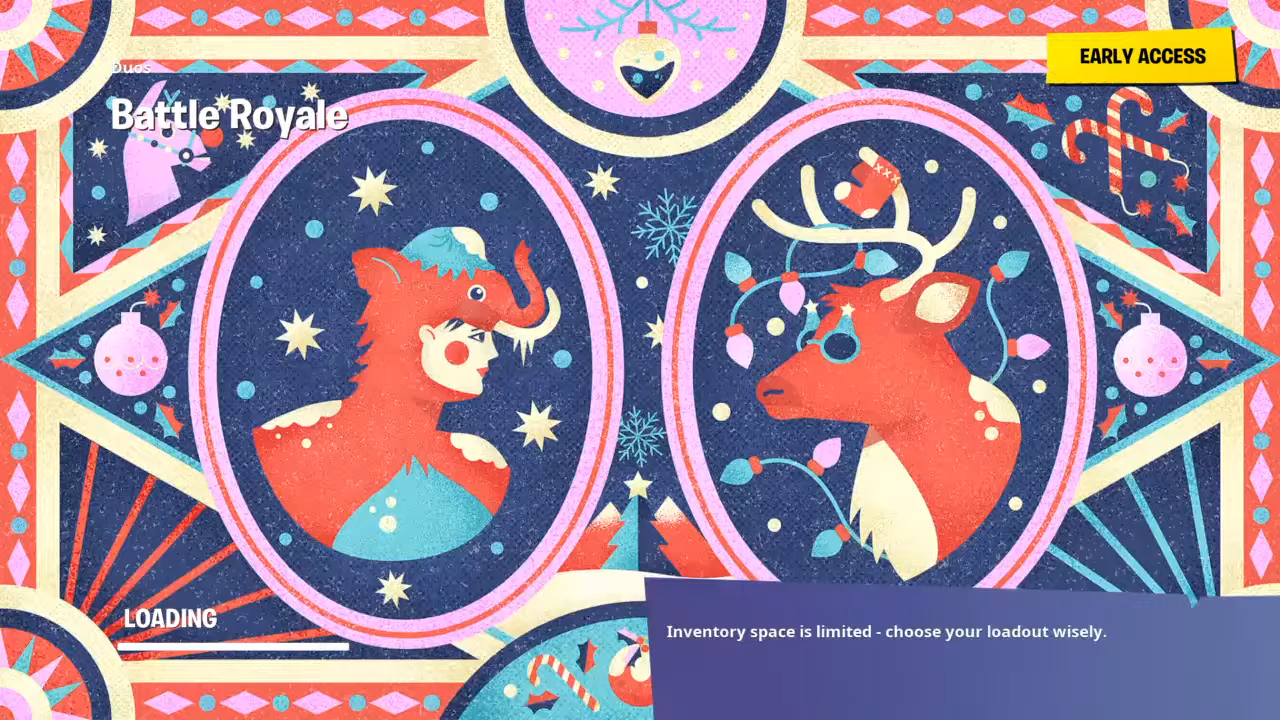 Duos
Battle Royale
EARLY ACCESS
LOADING
Inventory space is limited - choose your loadout wisely.